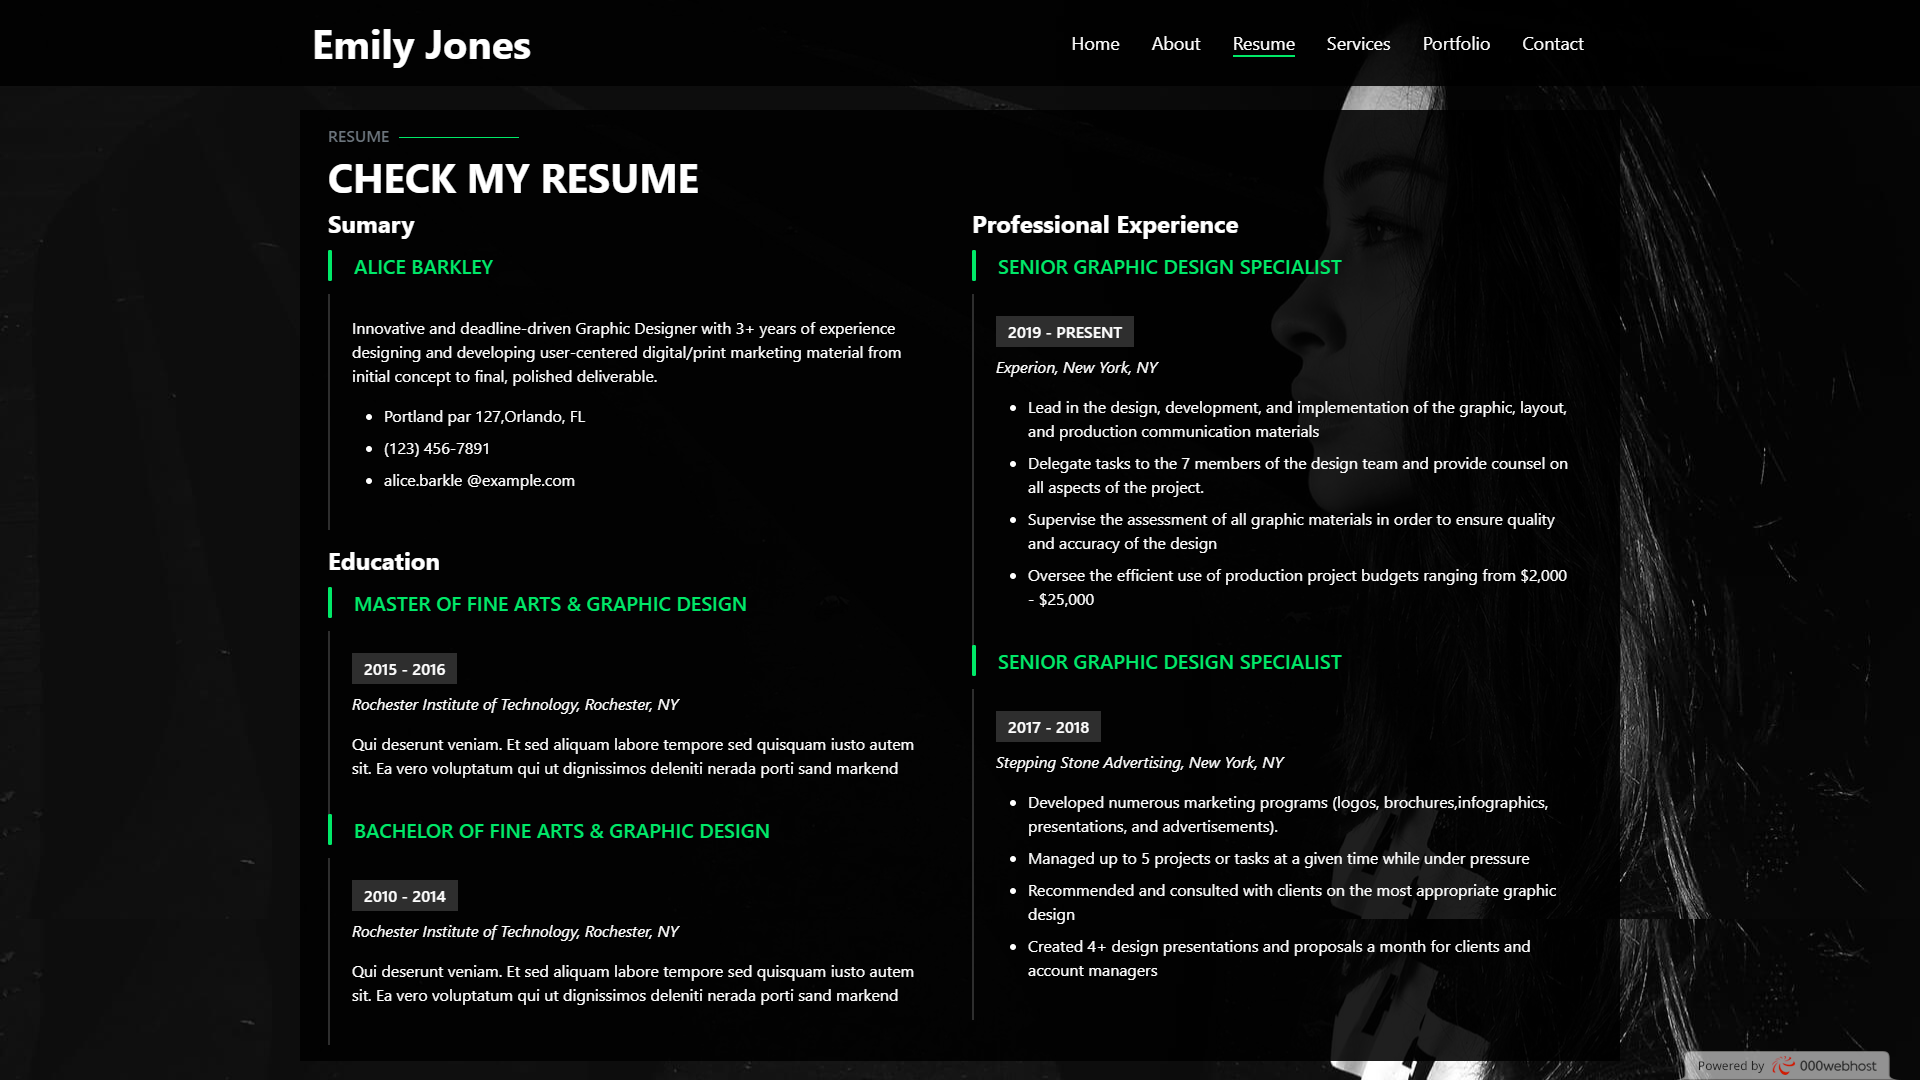 Emily Jones
Home
About
Resume
Services
Portfolio
Contact
RESUME
CHECK MY RESUME
Sumary
ALICE BARKLEY
Innovative and deadline-driven Graphic Designer with 3+ years of experience
designing and developing user-centered digital/print marketing material from
initial concept to final, polished deliverable.
Portland par 127,Orlando, FL
(123) 456-7891
alice.barkle @example.com
Education
MASTER OF FINE ARTS & GRAPHIC DESIGN
2015 - 2016
Rochester Institute of Technology, Rochester, NY
Qui deserunt veniam. Et sed aliquam labore tempore sed quisquam iusto autem
sit. Ea vero voluptatum qui ut dignissimos deleniti nerada porti sand markend
BACHELOR OF FINE ARTS & GRAPHIC DESIGN
2010 - 2014
Rochester Institute of Technology, Rochester, NY
Qui deserunt veniam. Et sed aliquam labore tempore sed quisquam iusto autem
sit. Ea vero voluptatum qui ut dignissimos deleniti nerada porti sand markend
Professional Experience
SENIOR GRAPHIC DESIGN SPECIALIST
2019 - PRESENT
Experion, New York, NY
Lead in the design, development, and implementation of the graphic, layout,
and production communication materials
Delegate tasks to the 7 members of the design team and provide counsel on
all aspects of the project.
Supervise the assessment of all graphic materials in order to ensure quality
and accuracy of the design
Oversee the efficient use of production project budgets ranging from $2,000
- $25,000
SENIOR GRAPHIC DESIGN SPECIALIST
2017 - 2018
Stepping Stone Advertising, New York, NY
Developed numerous marketing programs (logos, brochures,infographics,
presentations, and advertisements).
Managed up to 5 projects or tasks at a given time while under pressure
Recommended and consulted with clients on the most appropriate graphic
design
Created 4+ design presentations and proposals a month for clients and
account managers
Powered by 000webhost